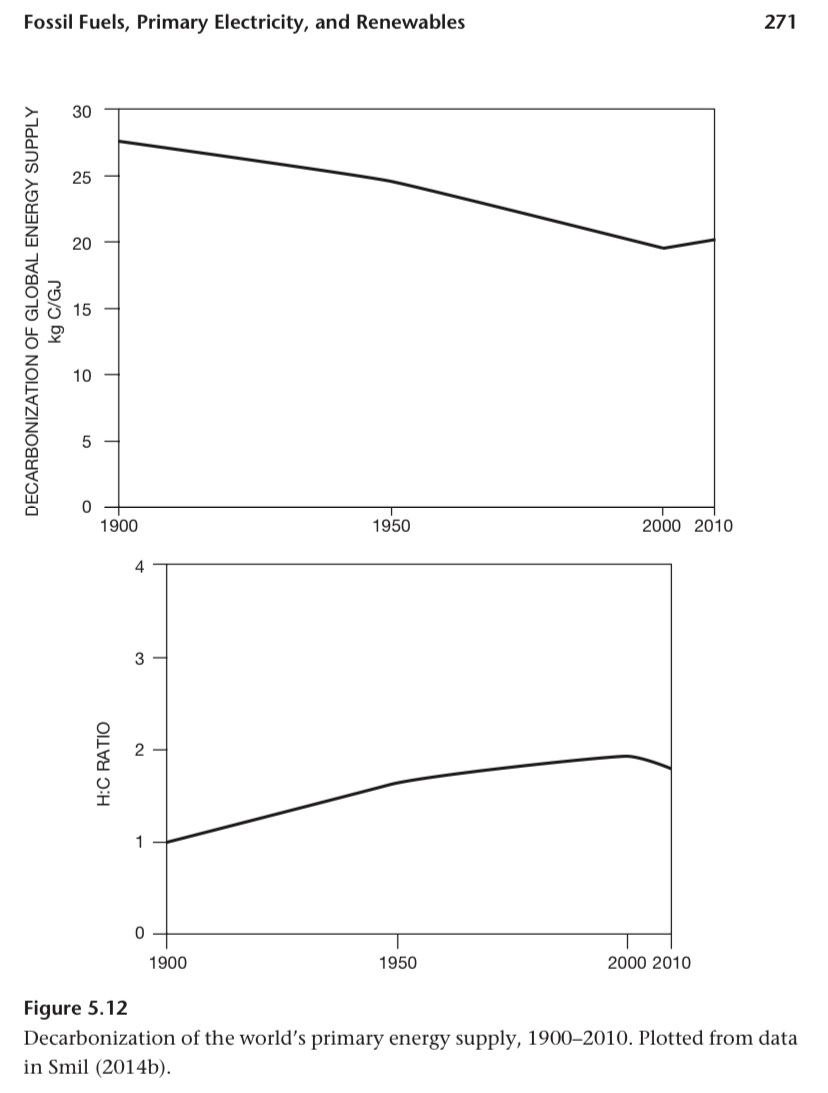 Fossil Fuels, Primary Electricity, and Renewables 271
DECARBONIZATION OF GLOBAL ENERGY SUPPLY
kg C/GJ
30
25
20
15
10
5
0
1900 1950 2000 2010
H:C RATIO
4
3
2
1
0
1900 1950 2000 2010
Figure 5.12
Decarbonization of the world's primary energy supply, 1900–2010. Plotted from data
in Smil (2014b).